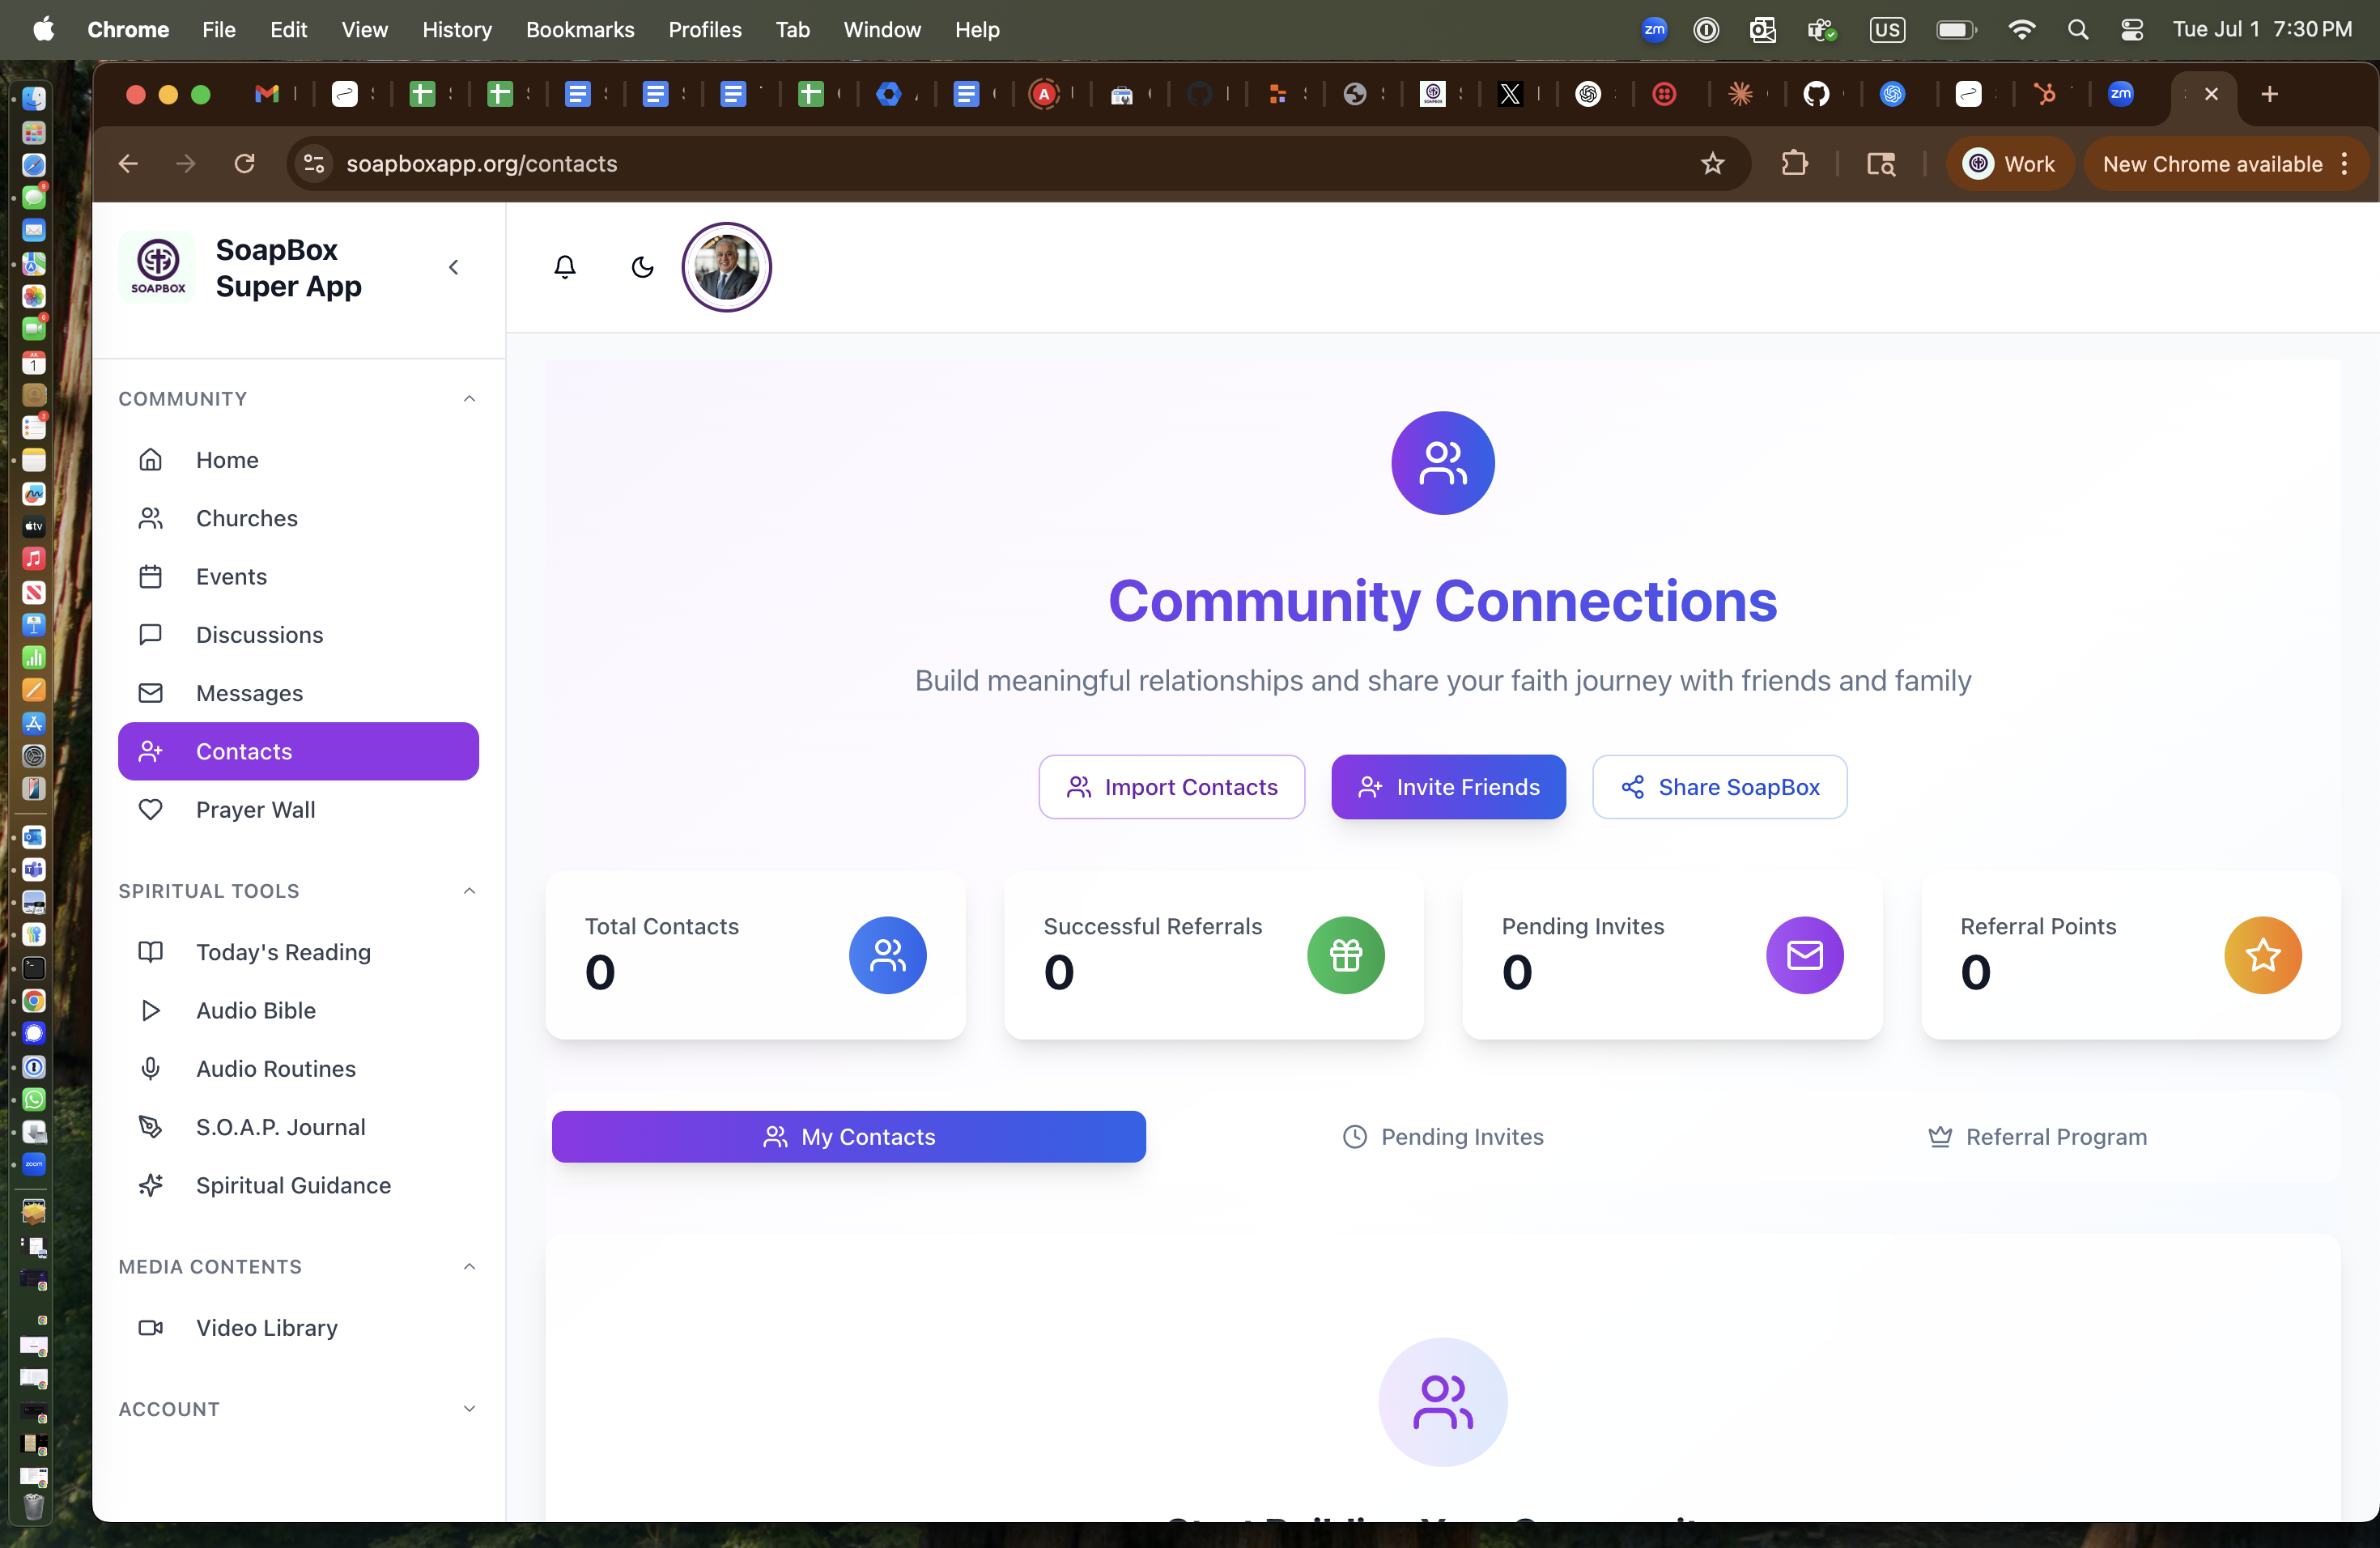 Chrome File Edit View History Bookmarks Profiles Tab Window Help
zm US Tue Jul 1 7:30 PM
zm
soapboxapp.org/contacts
Work
New Chrome available
SOAPBOX
SoapBox
Super App
COMMUNITY
Home
Churches
Events
Discussions
Messages
Contacts
Prayer Wall
SPIRITUAL TOOLS
Today's Reading
Audio Bible
Audio Routines
S.O.A.P. Journal
Spiritual Guidance
MEDIA CONTENTS
Video Library
ACCOUNT
Community Connections
Build meaningful relationships and share your faith journey with friends and family
Import Contacts
Invite Friends
Share SoapBox
Total Contacts
0
Successful Referrals
0
Pending Invites
0
Referral Points
0
My Contacts
Pending Invites
Referral Program